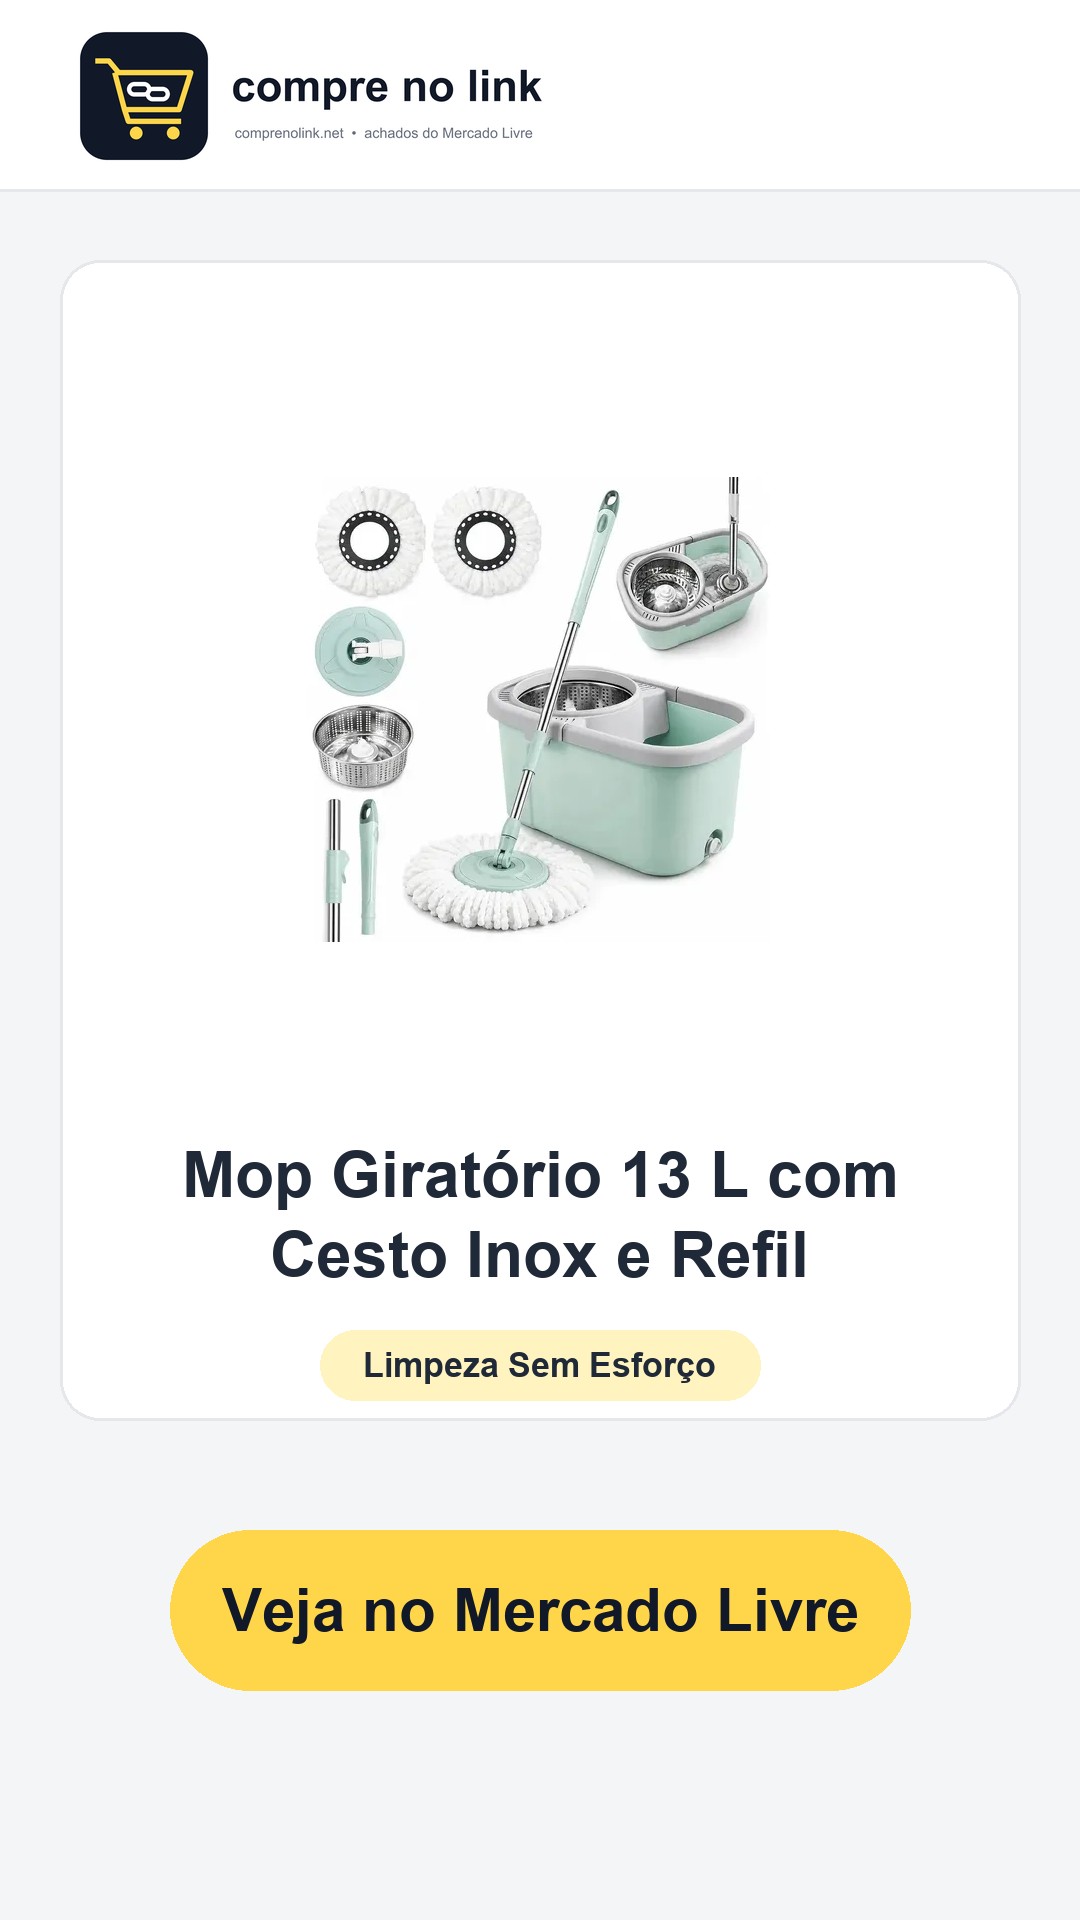 compre no link
comprenolink.net • achados do Mercado Livre
Mop Giratório 13 L com
Cesto Inox e Refil
Limpeza Sem Esforço
Veja no Mercado Livre